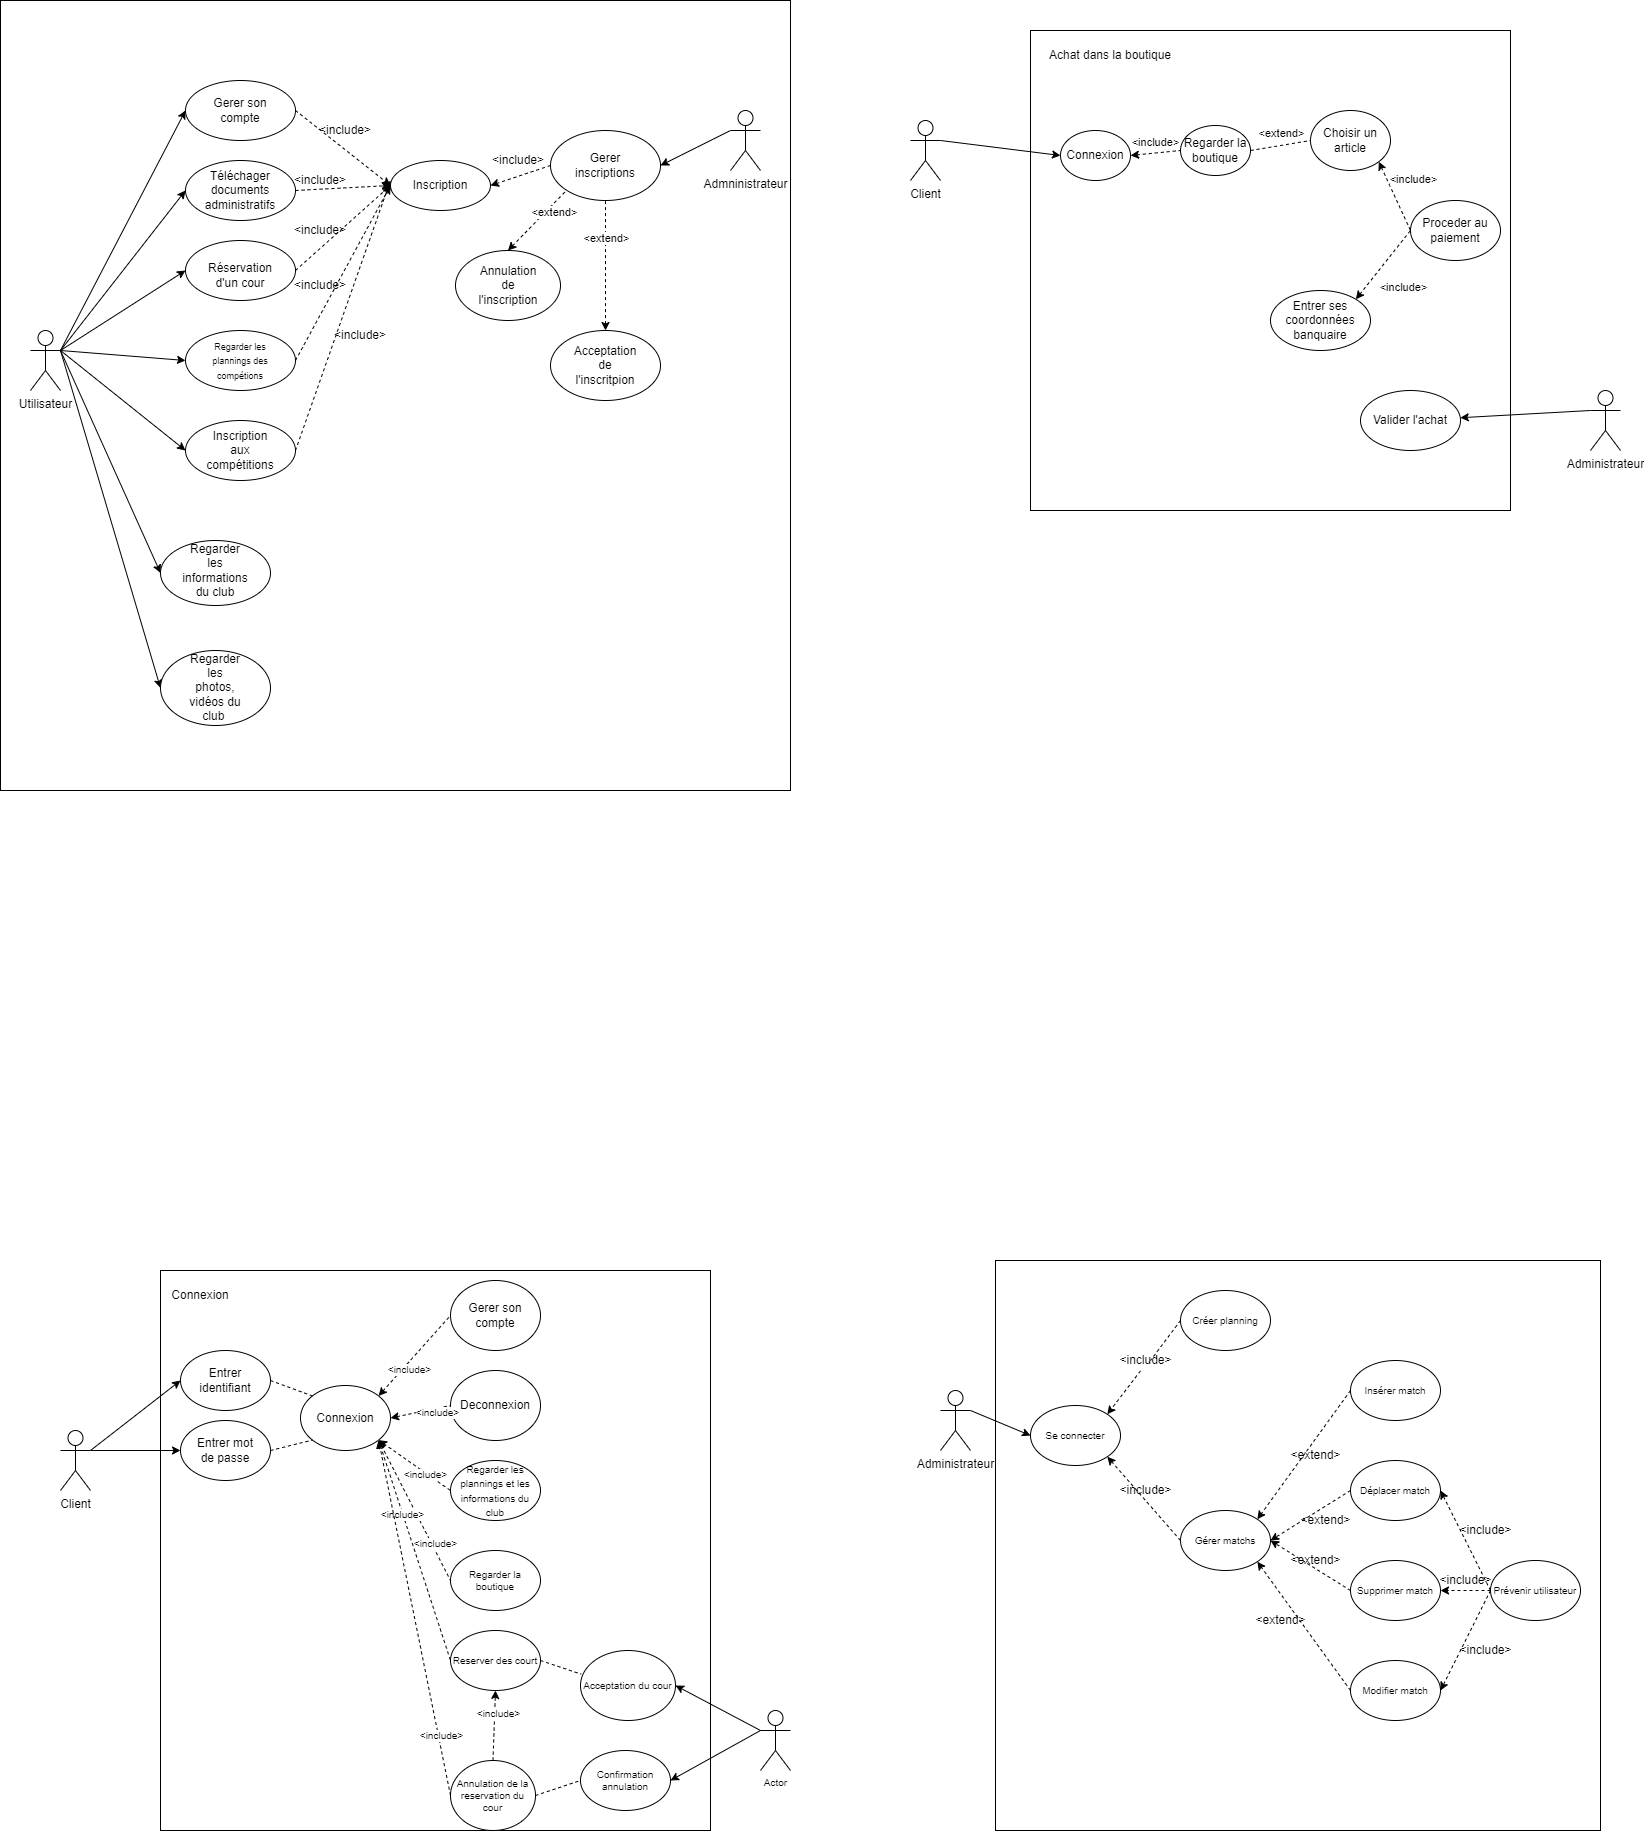 Gerer son
compte
<include>
Téléchager
documents
administratifs
<include>
Réservation
d'un cour
<include>
Regarder les
plannings des
compétions
<include>
Inscription
aux
compétitions
<include>
Utilisateur
Regarder
les
informations
du club
Regarder
les
photos,
vidéos du
club
Inscription
<include>
Gerer
inscriptions
<extend>
<extend>
Annulation
de
l'inscription
Acceptation
de
l'inscritpion
Admninistrateur
Achat dans la boutique
Client
Connexion
<include>
Regarder la
boutique
<extend>
Choisir un
article
<include>
Proceder au
paiement
<include>
Entrer ses
coordonnées
banquaire
Valider l'achat
Administrateur
Connexion
Entrer
identifiant
Entrer mot
de passe
Client
Connexion
Gerer son
compte
<include>
Deconnexion
<include>
Regarder les
plannings et les
informations du
club
<include>
<include>
<include>
Regarder la
boutique
Reserver des court
Acceptation du cour
<include>
<include>
Annulation de la
reservation du
cour
Confirmation
annulation
Actor
Administrateur
Se connecter
Créer planning
<include>
<include>
Gérer matchs
Insérer match
<extend>
Déplacer match
<extend>
<extend>
Supprimer match
<extend>
Modifier match
<include>
<include>
<include>
Prévenir utilisateur